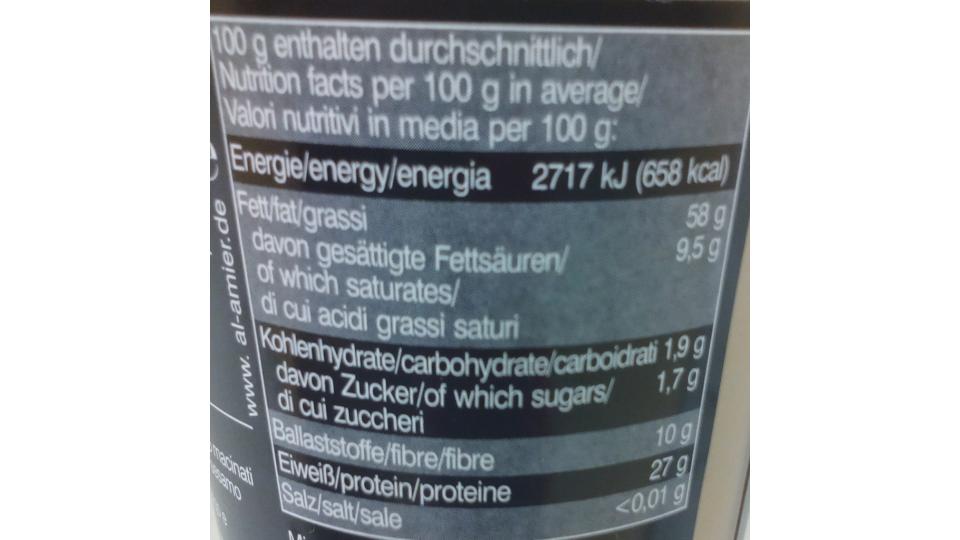 100 g enthalten durchschnittlich/
Nutrition facts per 100 g in average/
Valori nutritivi in media per 100 g:
Energie/energy/energia 2717 kJ (658 kcal)
Fett/fat/grassi 58 g
davon gesättigte Fettsäuren/ 9,5 g
of which saturates/
di cui acidi grassi saturi
Kohlenhydrate/carbohydrate/carboidrati 1,9 g
davon Zucker/of which sugars/ 1,7 g
di cui zuccheri
Ballaststoffe/fibre/fibre 10 g
Eiweiß/protein/proteine 27 g
Salz/salt/sale <0,01 g
www. al-amier.de
macinati